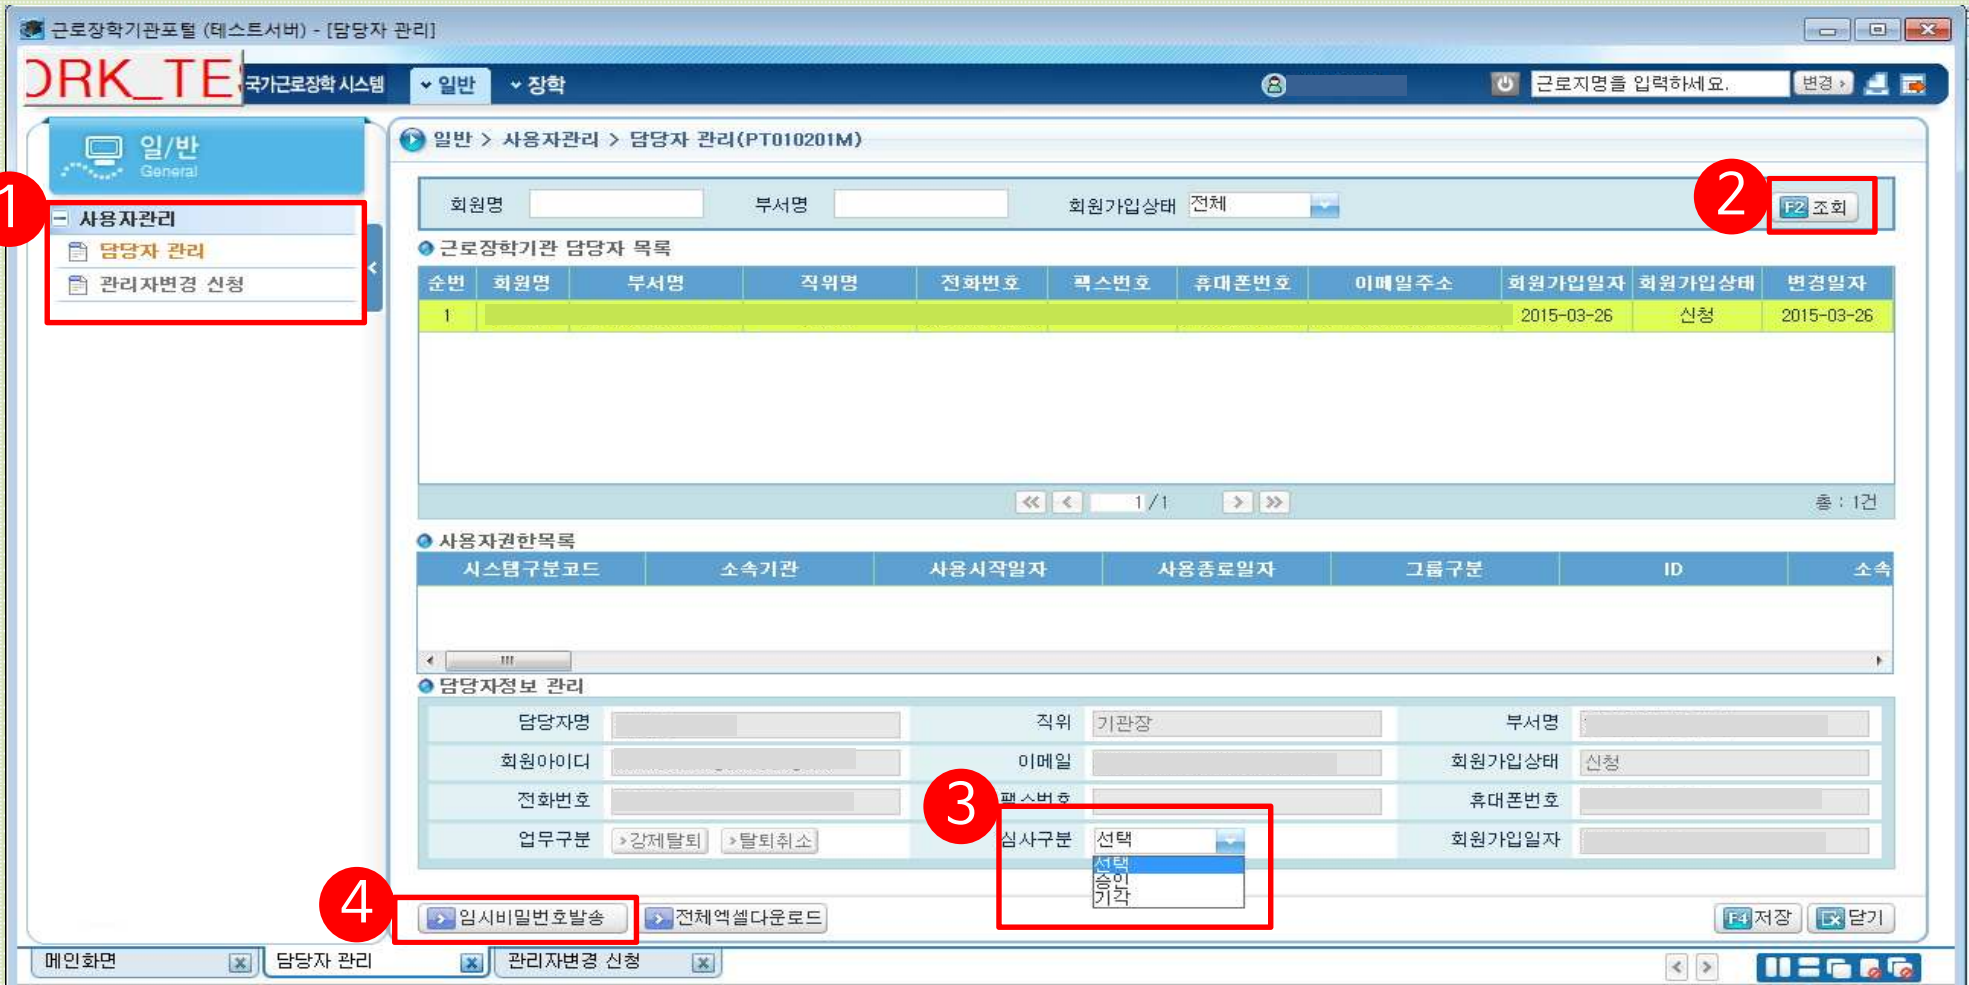 근로장학기관포털 (테스트서버) - [담당자 관리]
ORK_TES 국가근로장학 시스템 일반 장학 근로지명을 입력하세요. 변경
일/반
General
일반 > 사용자관리 > 담당자 관리(PT010201M)
1
사용자관리
담당자 관리
관리자변경 신청
회원명 부서명 회원가입상태 전체 2 F2 조회
근로장학기관 담당자 목록
순번 회원명 부서명 직위명 전화번호 팩스번호 휴대폰번호 이메일주소 회원가입일자 회원가입상태 변경일자
1 2015-03-26 신청 2015-03-26
1/1 총 : 1건
사용자권한목록
시스템구분코드 소속기관 사용시작일자 사용종료일자 그룹구분 ID 소속
담당자정보 관리
담당자명 직위 기관장 부서명
회원아이디 이메일 회원가입상태 신청
전화번호 3 팩스번호 휴대폰번호
업무구분 강제탈퇴 탈퇴취소 심사구분 선택 회원가입일자
선택
승인
기각
4 임시비밀번호발송 전체엑셀다운로드 F4 저장 EX 닫기
메인화면 담당자 관리 관리자변경 신청